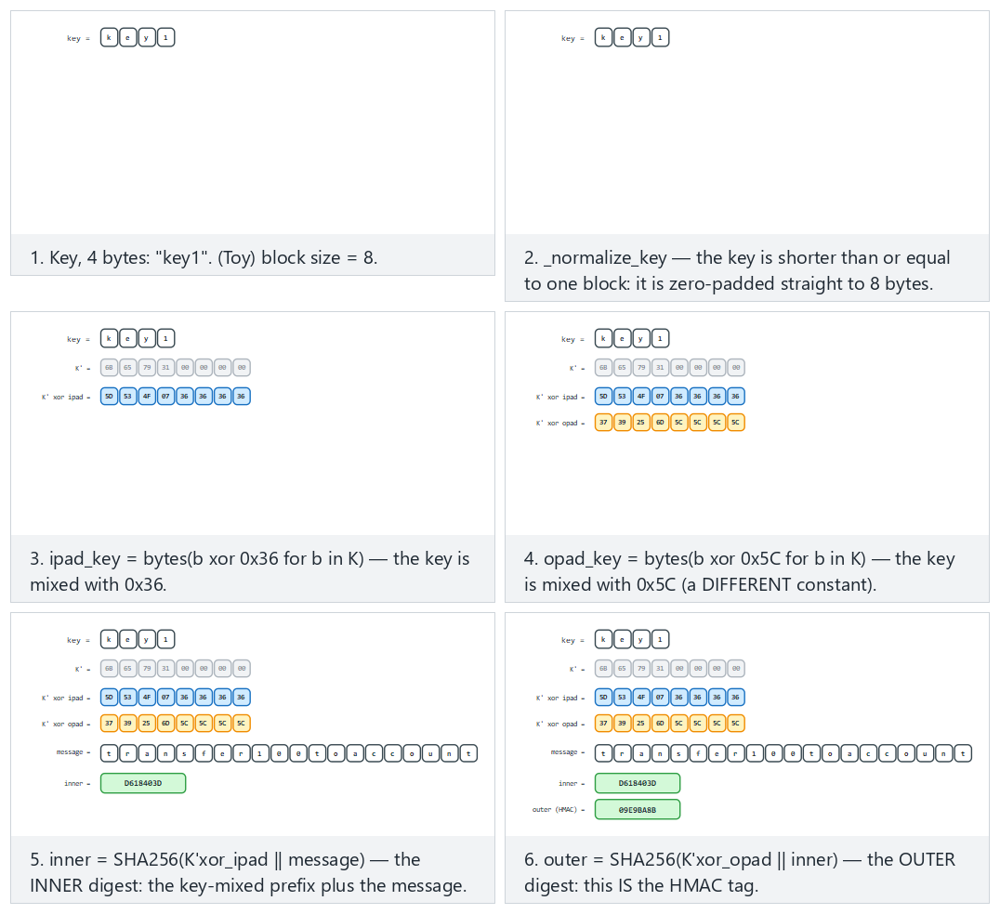 key = k e y 1
1. Key, 4 bytes: "key1". (Toy) block size = 8.
key = k e y 1
2. _normalize_key — the key is shorter than or equal
to one block: it is zero-padded straight to 8 bytes.
key = k e y 1
K' = 6B 65 79 31 00 00 00 00
K' xor ipad = 5D 53 4F 07 36 36 36 36
3. ipad_key = bytes(b xor 0x36 for b in K) — the key is
mixed with 0x36.
key = k e y 1
K' = 6B 65 79 31 00 00 00 00
K' xor ipad = 5D 53 4F 07 36 36 36 36
K' xor opad = 37 39 25 6D 5C 5C 5C 5C
4. opad_key = bytes(b xor 0x5C for b in K) — the key
is mixed with 0x5C (a DIFFERENT constant).
key = k e y 1
K' = 6B 65 79 31 00 00 00 00
K' xor ipad = 5D 53 4F 07 36 36 36 36
K' xor opad = 37 39 25 6D 5C 5C 5C 5C
message = t r a n s f e r 1 0 0 t o a c c o u n t
inner = D618403D
5. inner = SHA256(K'xor_ipad || message) — the
INNER digest: the key-mixed prefix plus the message.
key = k e y 1
K' = 6B 65 79 31 00 00 00 00
K' xor ipad = 5D 53 4F 07 36 36 36 36
K' xor opad = 37 39 25 6D 5C 5C 5C 5C
message = t r a n s f e r 1 0 0 t o a c c o u n t
inner = D618403D
outer (HMAC) = 09E9BA8B
6. outer = SHA256(K'xor_opad || inner) — the OUTER
digest: this IS the HMAC tag.